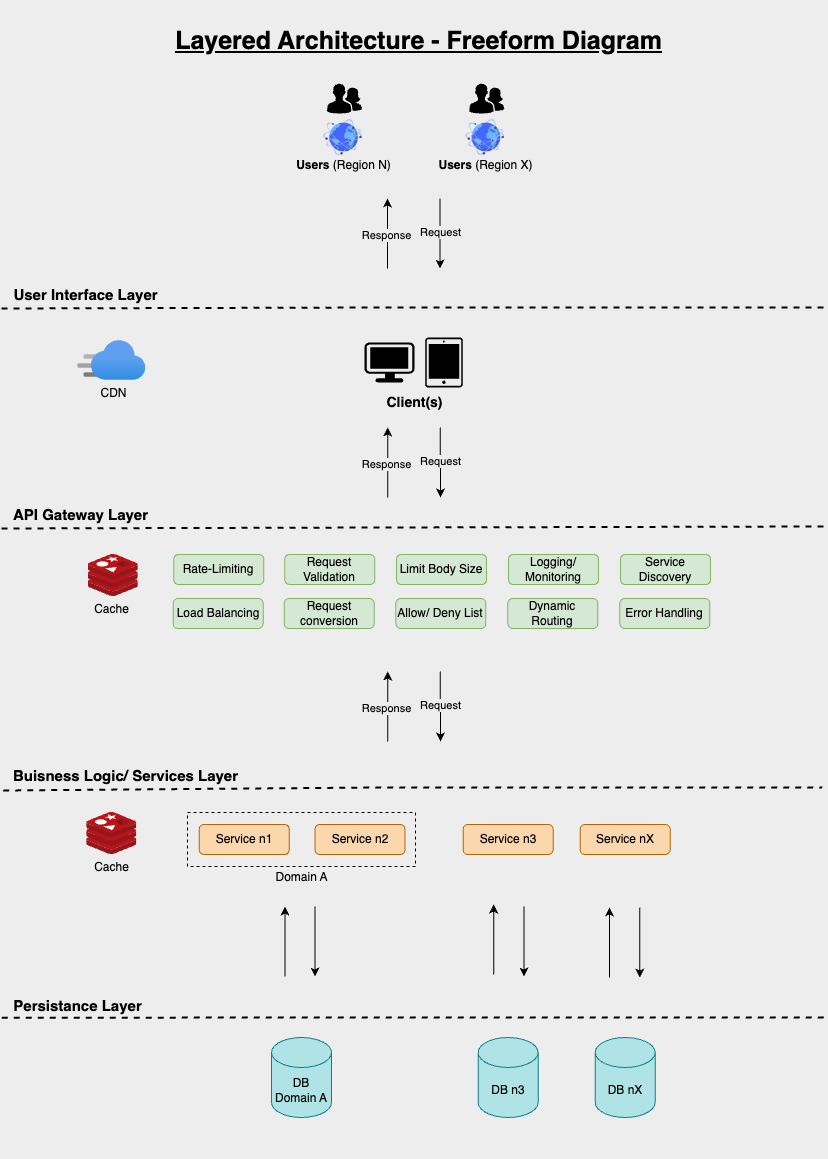 Layered Architecture - Freeform Diagram
Users (Region N)
Users (Region X)
Response
Request
User Interface Layer
CDN
Client(s)
Response
Request
API Gateway Layer
Cache
Rate-Limiting
Request
Validation
Limit Body Size
Logging/
Monitoring
Service
Discovery
Load Balancing
Request
conversion
Allow/ Deny List
Dynamic
Routing
Error Handling
Response
Request
Buisness Logic/ Services Layer
Cache
Service n1
Service n2
Domain A
Service n3
Service nX
Persistance Layer
DB
Domain A
DB n3
DB nX